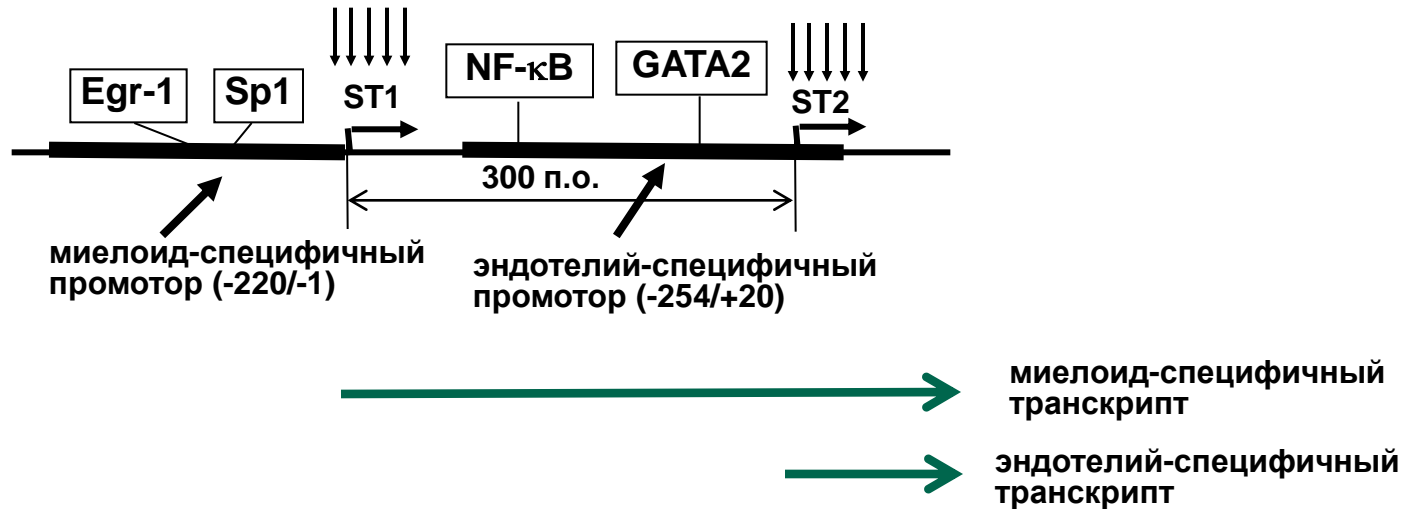 Egr-1
Sp1
ST1
NF-κB
GATA2
ST2
300 п.о.
миелоид-специфичный
промотор (-220/-1)
эндотелий-специфичный
промотор (-254/+20)
миелоид-специфичный
транскрипт
эндотелий-специфичный
транскрипт